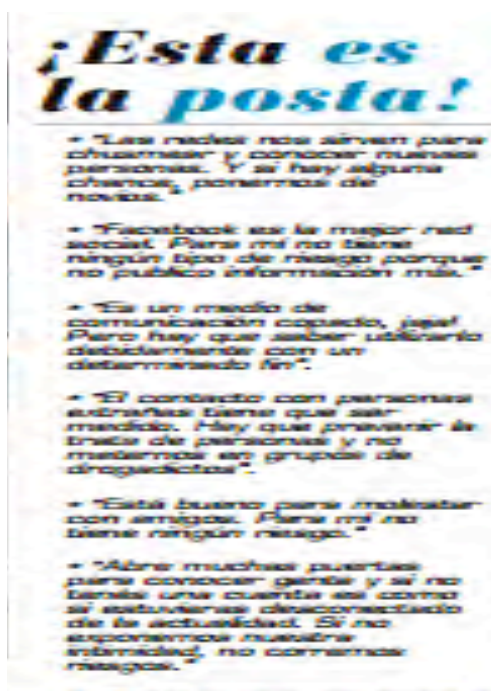 ¡Esta es
la posta!
• "Las redes nos sirven para
chusmear y conocer nuevas
personas. Y si hay alguna
chance, ponernos de
novios."
• "Facebook es la mejor red
social. Para mí no tiene
ningún tipo de riesgo porque
no publico información mía."
• "Es un medio de
comunicación copado, jaja!
Pero hay que saber utilizarlo
debidamente con un
determinado fin".
• "El contacto con personas
extrañas tiene que ser
medido. Hay que prevenir la
trata de personas y no
meternos en grupos de
drogadictos".
• "Está bueno para molestar
con amigos. Para mí no
tiene ningún riesgo."
• "Abre muchas puertas
para conocer gente y si no
tenés una cuenta es como
si estuvieras desconectado
de la actualidad. Si no
exponemos nuestra
intimidad, no corremos
riesgos."